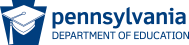 pennsylvania
DEPARTMENT OF EDUCATION